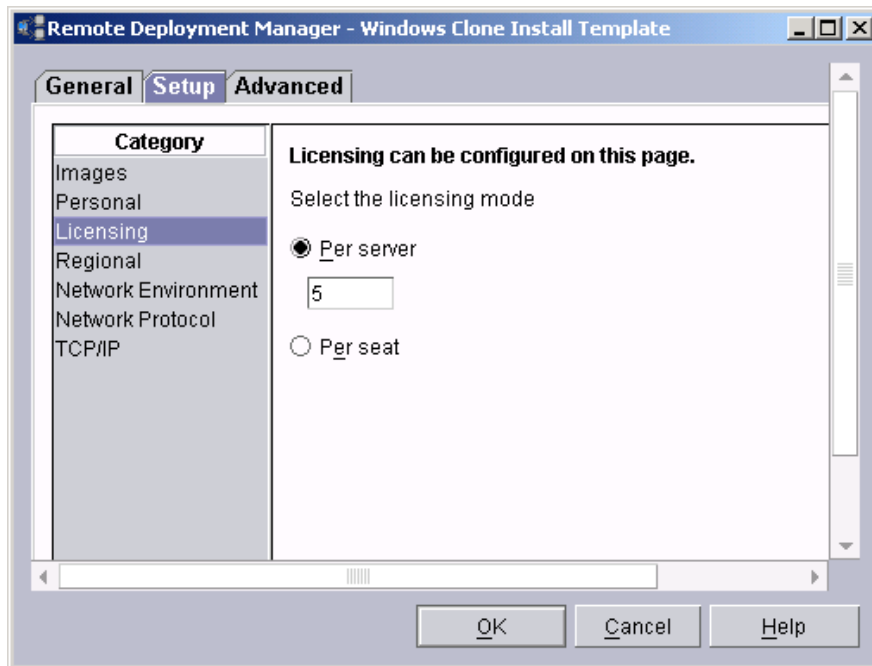 Remote Deployment Manager - Windows Clone Install Template
General Setup Advanced
Category
Images
Personal
Licensing
Regional
Network Environment
Network Protocol
TCP/IP
Licensing can be configured on this page.
Select the licensing mode
Per server
5
Per seat
OK Cancel Help